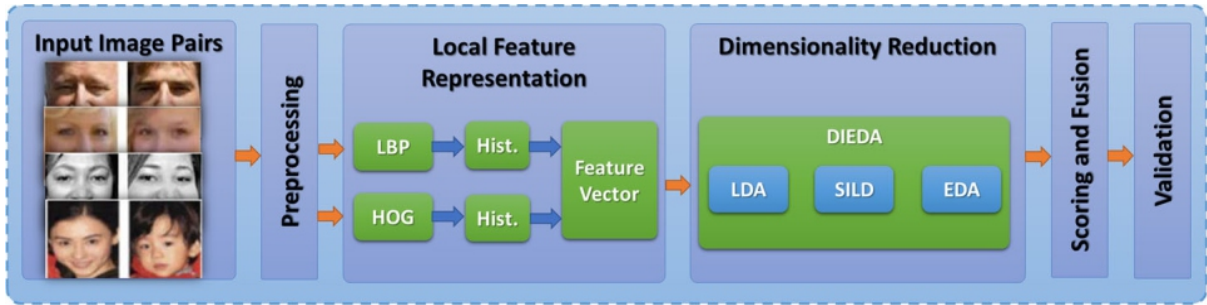 Input Image Pairs
Preprocessing
Local Feature
Representation
LBP
Hist.
HOG
Hist.
Feature
Vector
Dimensionality Reduction
DIEDA
LDA
SILD
EDA
Scoring and Fusion
Validation